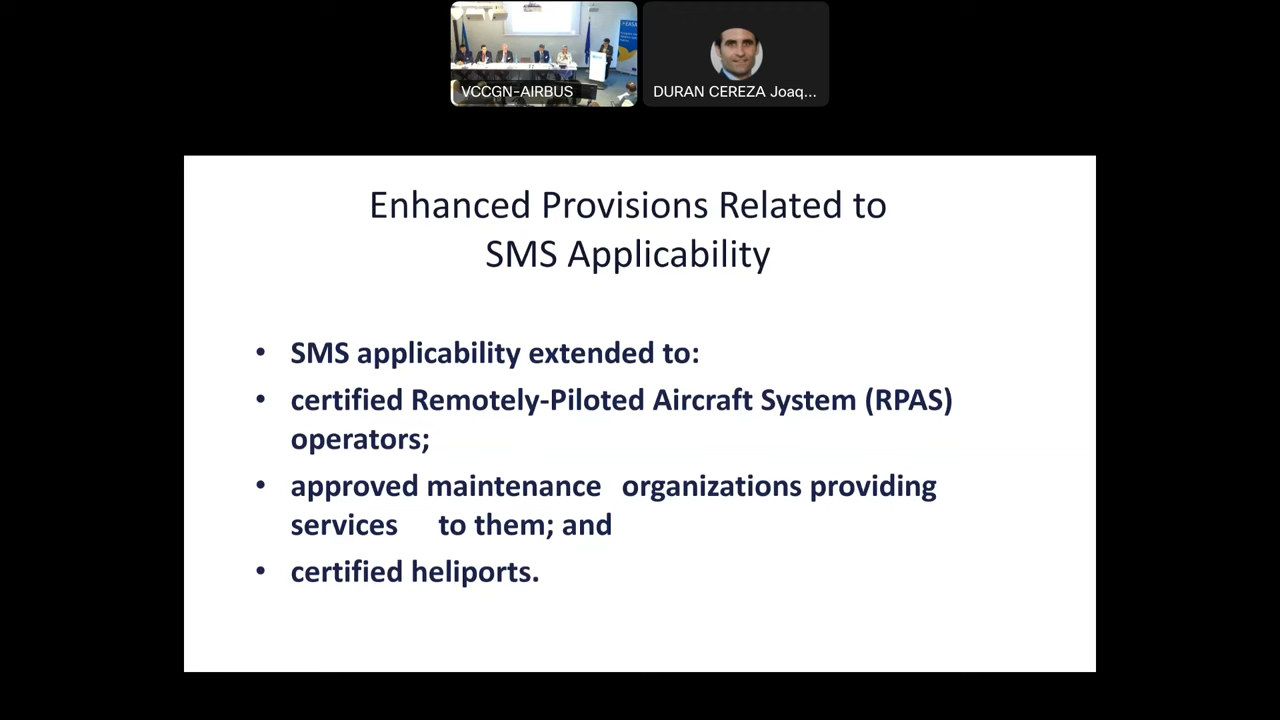 EASA
VCCGN-AIRBUS
DURAN CEREZA Joaq...
Enhanced Provisions Related to
SMS Applicability
• SMS applicability extended to:
• certified Remotely-Piloted Aircraft System (RPAS)
operators;
• approved maintenance organizations providing
services to them; and
• certified heliports.